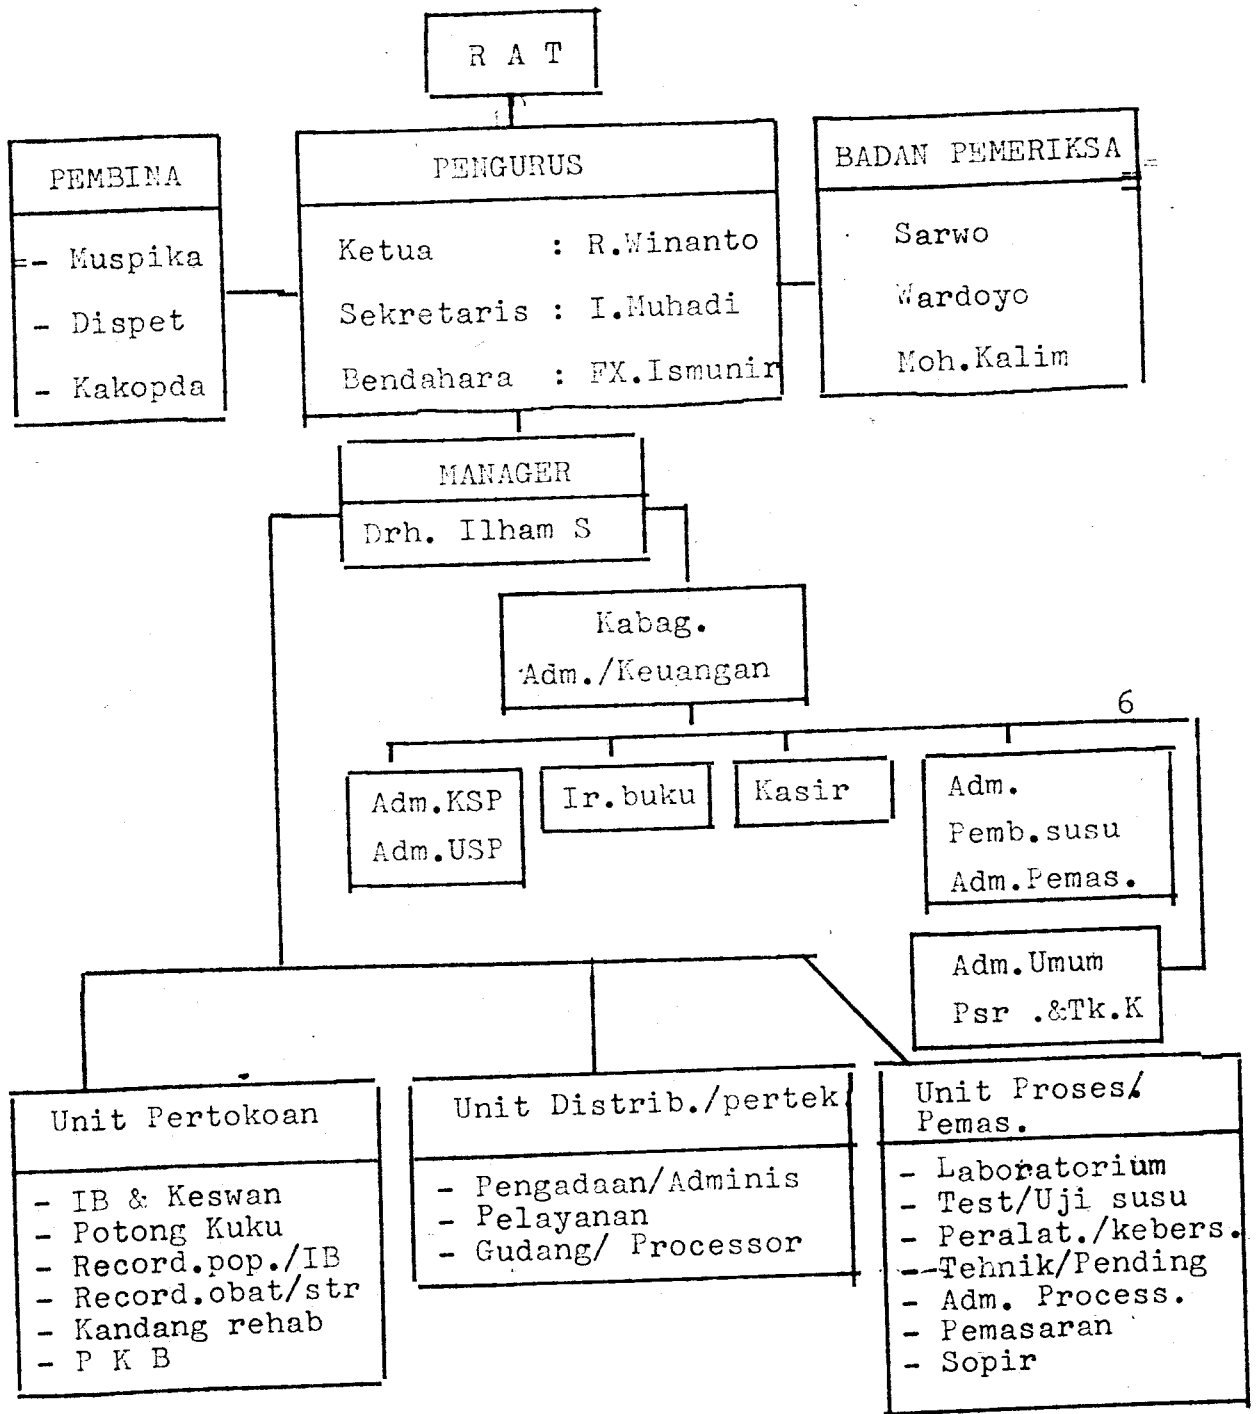 R A T
PEMBINA
- Muspika
- Dispet
- Kakopda
PENGURUS
Ketua : R.Winanto
Sekretaris : I.Muhadi
Bendahara : FX.Ismunir
BADAN PEMERIKSA
Sarwo
Wardoyo
Moh.Kalim
MANAGER
Drh. Ilham S
Kabag.
Adm./Keuangan
6
Adm.KSP
Adm.USP
Ir.buku
Kasir
Adm.
Pemb.susu
Adm.Pemas.
Adm.Umum
Psr .&Tk.K
Unit Pertokoan
- IB & Keswan
- Potong Kuku
- Record.pop./IB
- Record.obat/str
- Kandang rehab
- P K B
Unit Distrib./pertek
- Pengadaan/Adminis
- Pelayanan
- Gudang/ Processor
Unit Proses/
Pemas.
- Laboratorium
- Test/Uji susu
- Peralat./kebers.
- Tehnik/Pending
- Adm. Process.
- Pemasaran
- Sopir